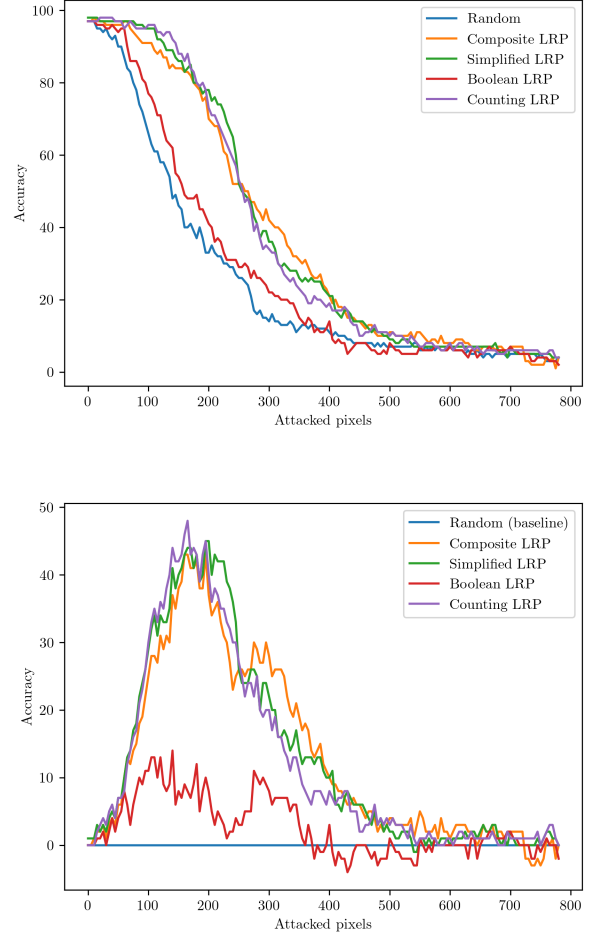 100
80
60
40
20
0
Accuracy
Random
Composite LRP
Simplified LRP
Boolean LRP
Counting LRP
0 100 200 300 400 500 600 700 800
Attacked pixels
50
40
30
20
10
0
Accuracy
Random (baseline)
Composite LRP
Simplified LRP
Boolean LRP
Counting LRP
0 100 200 300 400 500 600 700 800
Attacked pixels